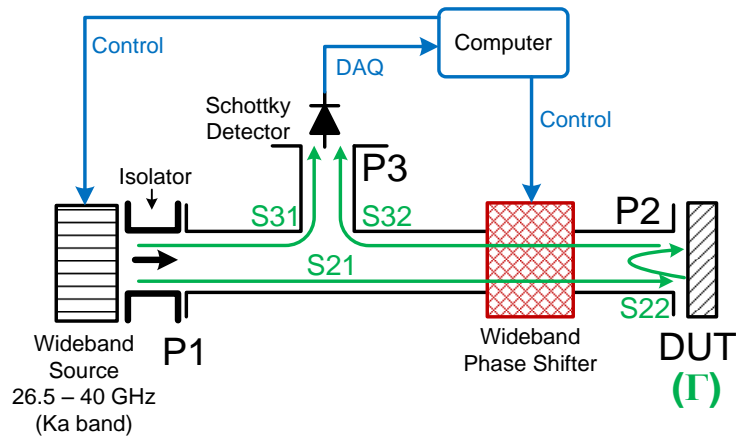 Control
Computer
DAQ
Schottky
Detector
Control
Isolator
P3
S31
S32
P2
S21
S22
P1
Wideband
Source
26.5 – 40 GHz
(Ka band)
Wideband
Phase Shifter
DUT
(Γ)